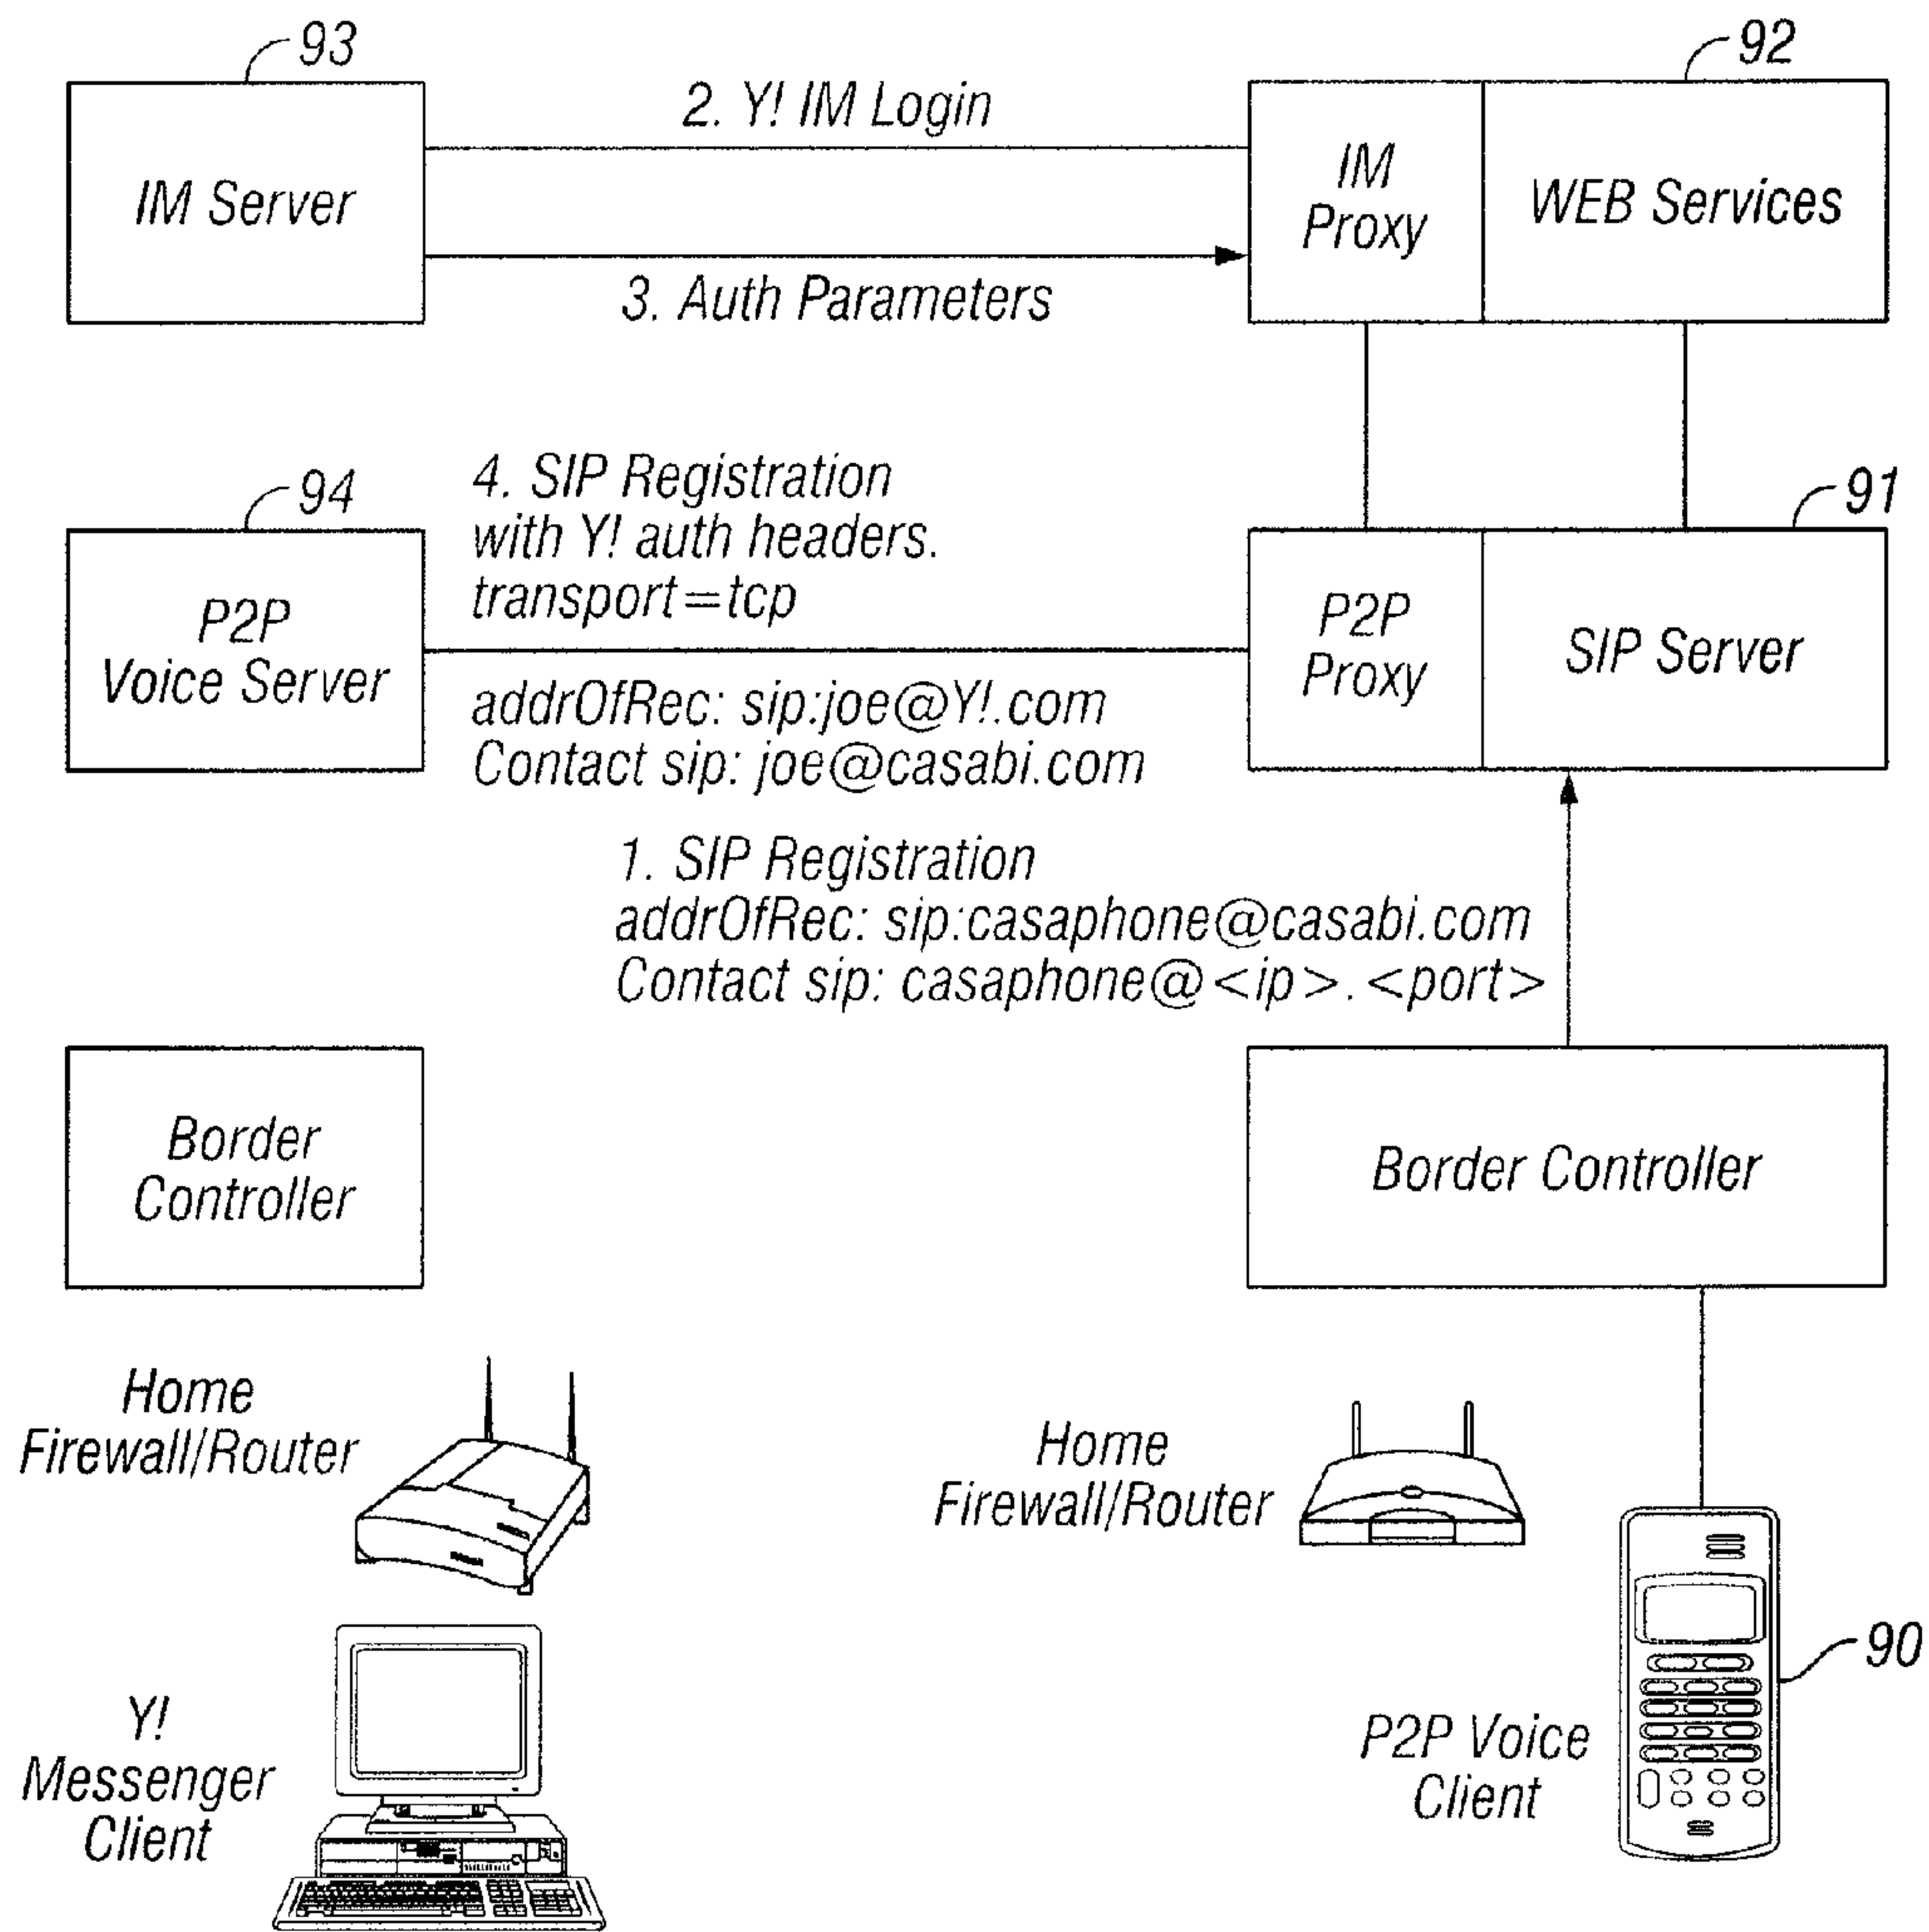 93
92
2. Y! IM Login
IM Server
IM
Proxy
WEB Services
3. Auth Parameters
94
4. SIP Registration
with Y! auth headers.
transport=tcp
91
P2P
Voice Server
P2P
Proxy
SIP Server
addrOfRec: sip:joe@Y!.com
Contact sip: joe@casabi.com
1. SIP Registration
addrOfRec: sip:casaphone@casabi.com
Contact sip: casaphone@<ip>.<port>
Border
Controller
Border Controller
Home
Firewall/Router
Home
Firewall/Router
90
Y!
Messenger
Client
P2P Voice
Client